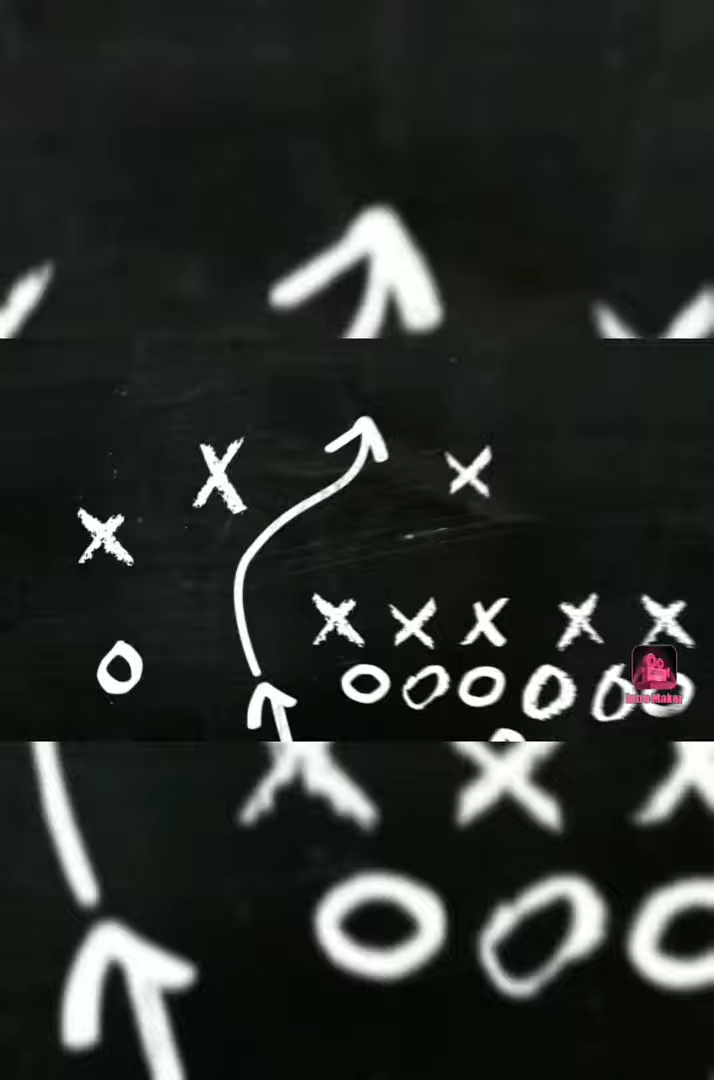 X X
X
X X X X X
O O O O O O O
Intro Maker
X X X
O O O